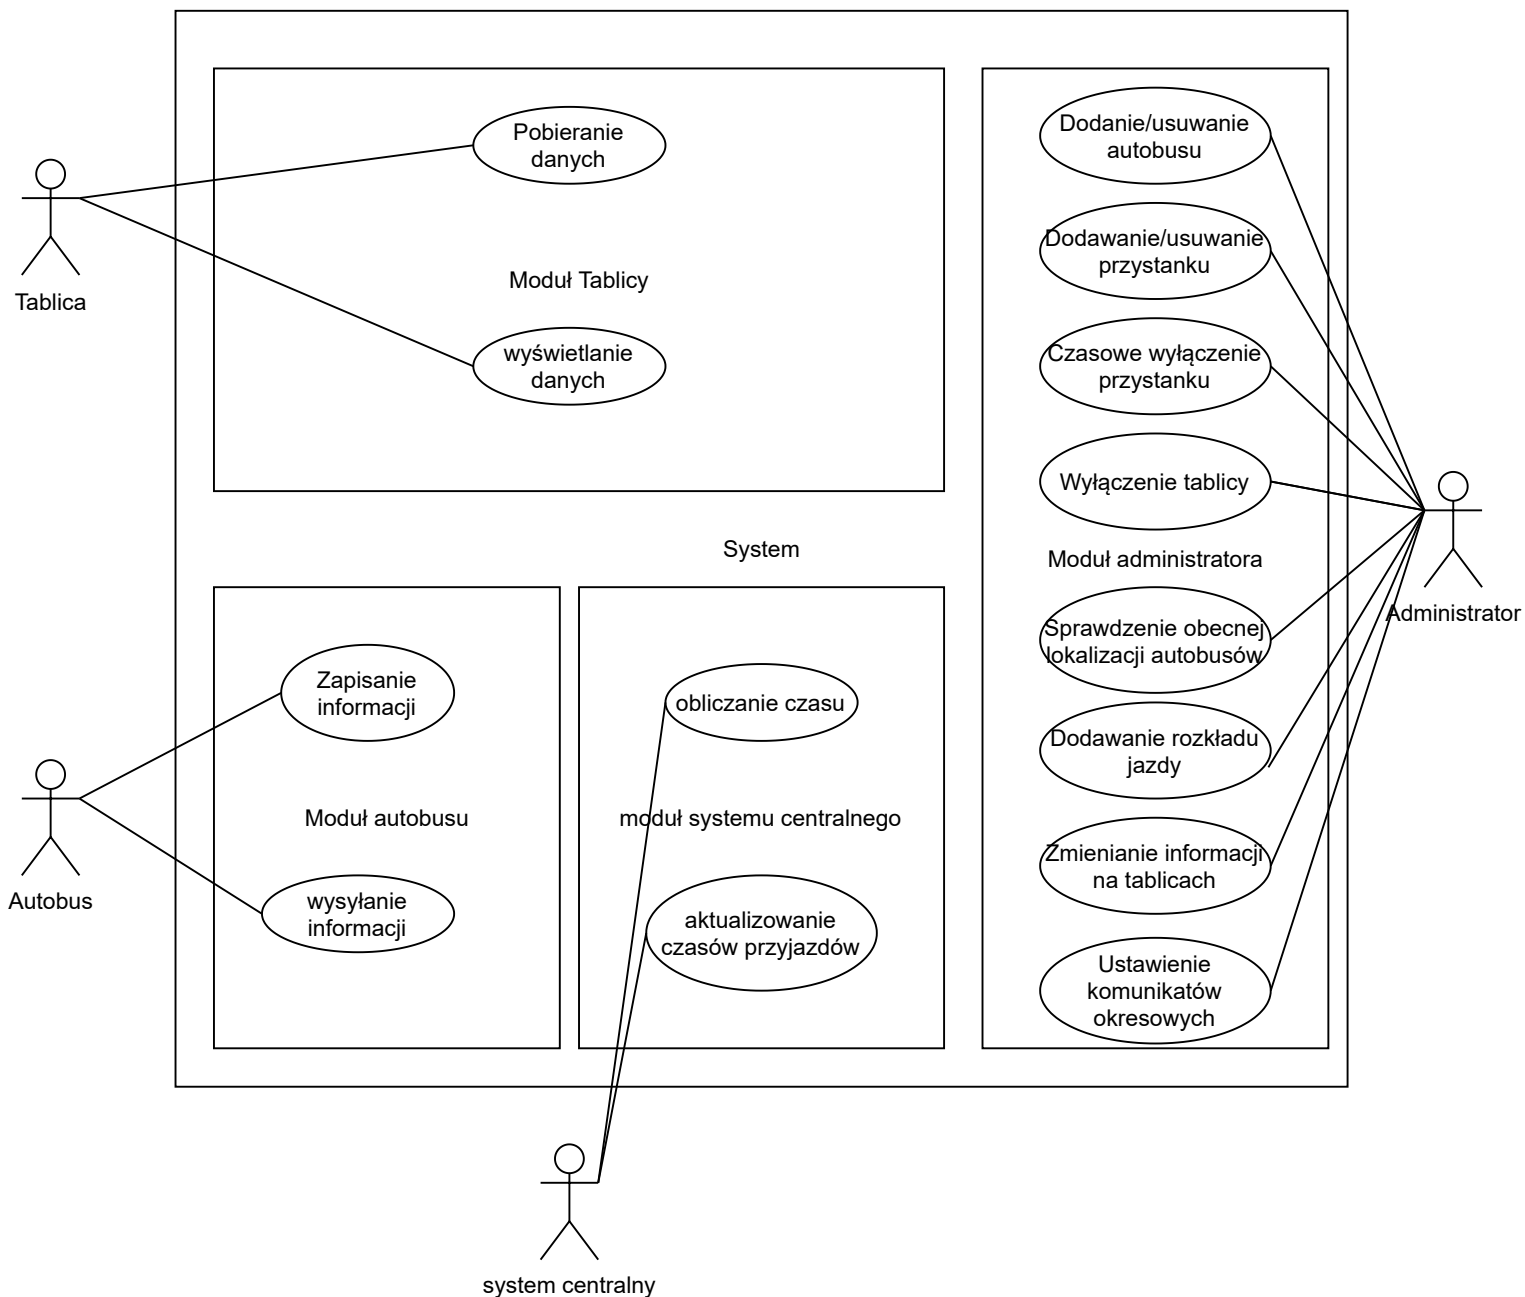 Pobieranie
danych
Moduł Tablicy
wyświetlanie
danych
Tablica
Dodanie/usuwanie
autobusu
Dodawanie/usuwanie
przystanku
Czasowe wyłączenie
przystanku
Wyłączenie tablicy
Moduł administratora
Sprawdzenie obecnej
lokalizacji autobusów
Dodawanie rozkładu
jazdy
Zmienianie informacji
na tablicach
Ustawienie
komunikatów
okresowych
Administrator
System
Zapisanie
informacji
Moduł autobusu
wysyłanie
informacji
Autobus
obliczanie czasu
moduł systemu centralnego
aktualizowanie
czasów przyjazdów
system centralny